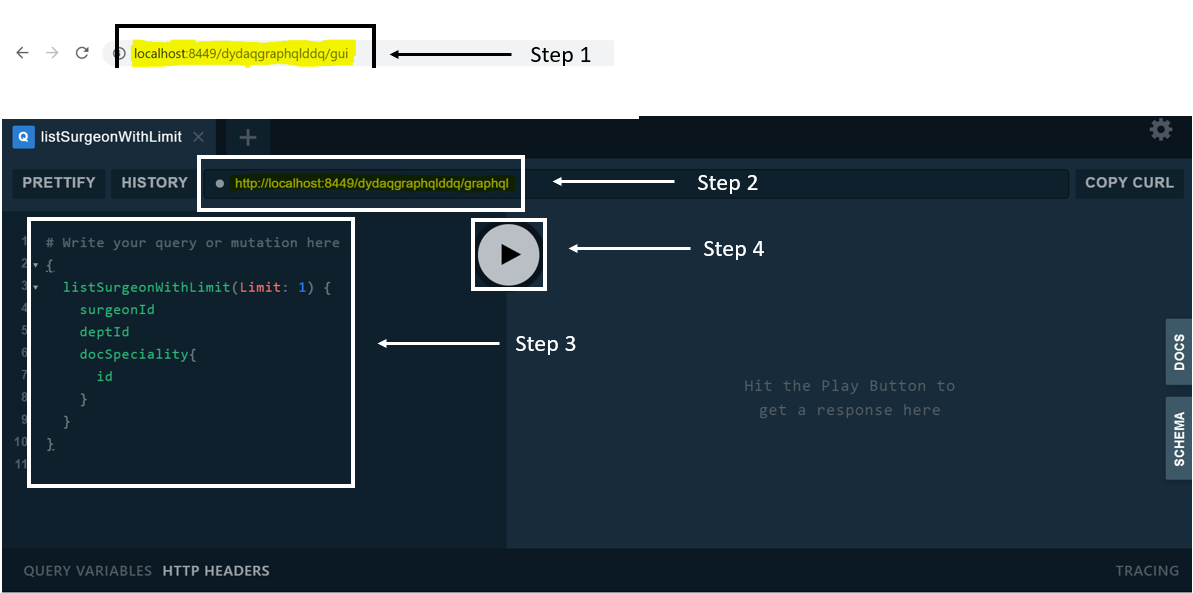 localhost:8449/dydaqgraphqlddq/gui
Step 1
Q listSurgeonWithLimit
PRETTIFY HISTORY http://localhost:8449/dydaqgraphqlddq/graphql Step 2 COPY CURL
Step 4
1 # Write your query or mutation here
2 {
3 listSurgeonWithLimit(Limit: 1) {
4 surgeonId
5 deptId
6 docSpeciality{
7 id
8 }
9 }
10 }
11
Step 3
Hit the Play Button to
get a response here
DOCS
SCHEMA
QUERY VARIABLES HTTP HEADERS TRACING